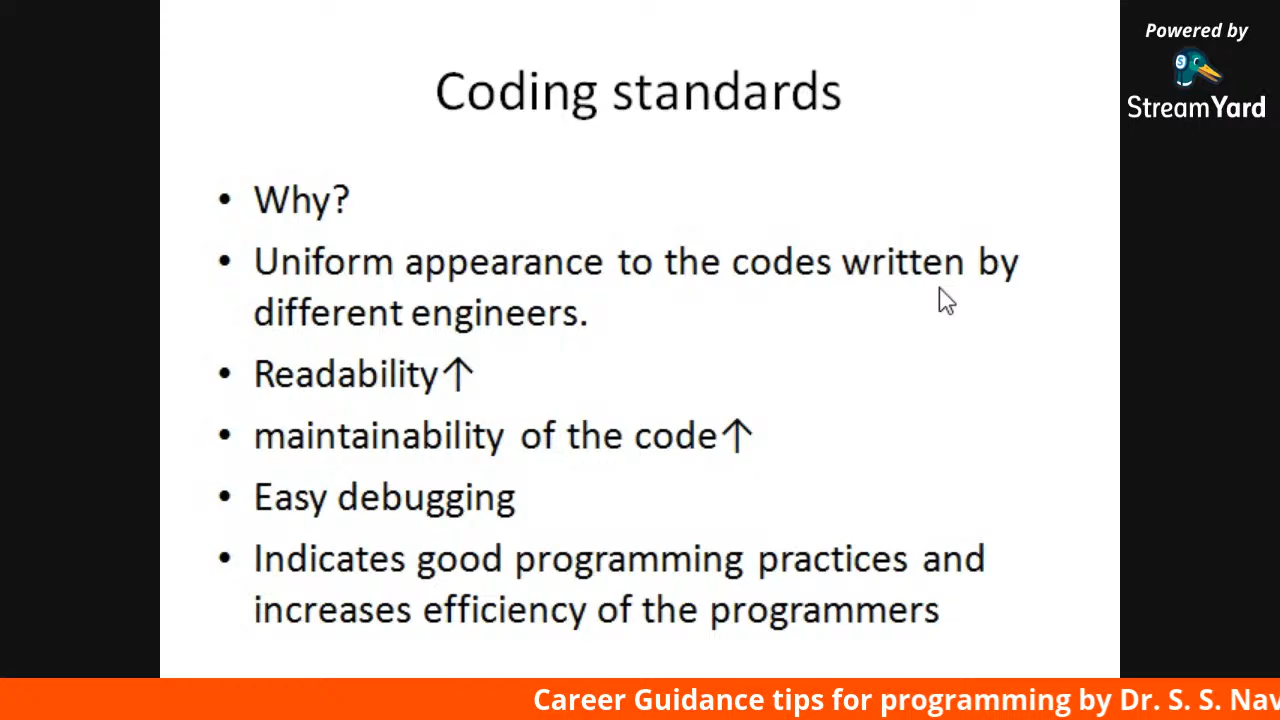 Powered by
StreamYard
Coding standards
• Why?
• Uniform appearance to the codes written by
different engineers.
• Readability↑
• maintainability of the code↑
• Easy debugging
• Indicates good programming practices and
increases efficiency of the programmers
Career Guidance tips for programming by Dr. S. S.